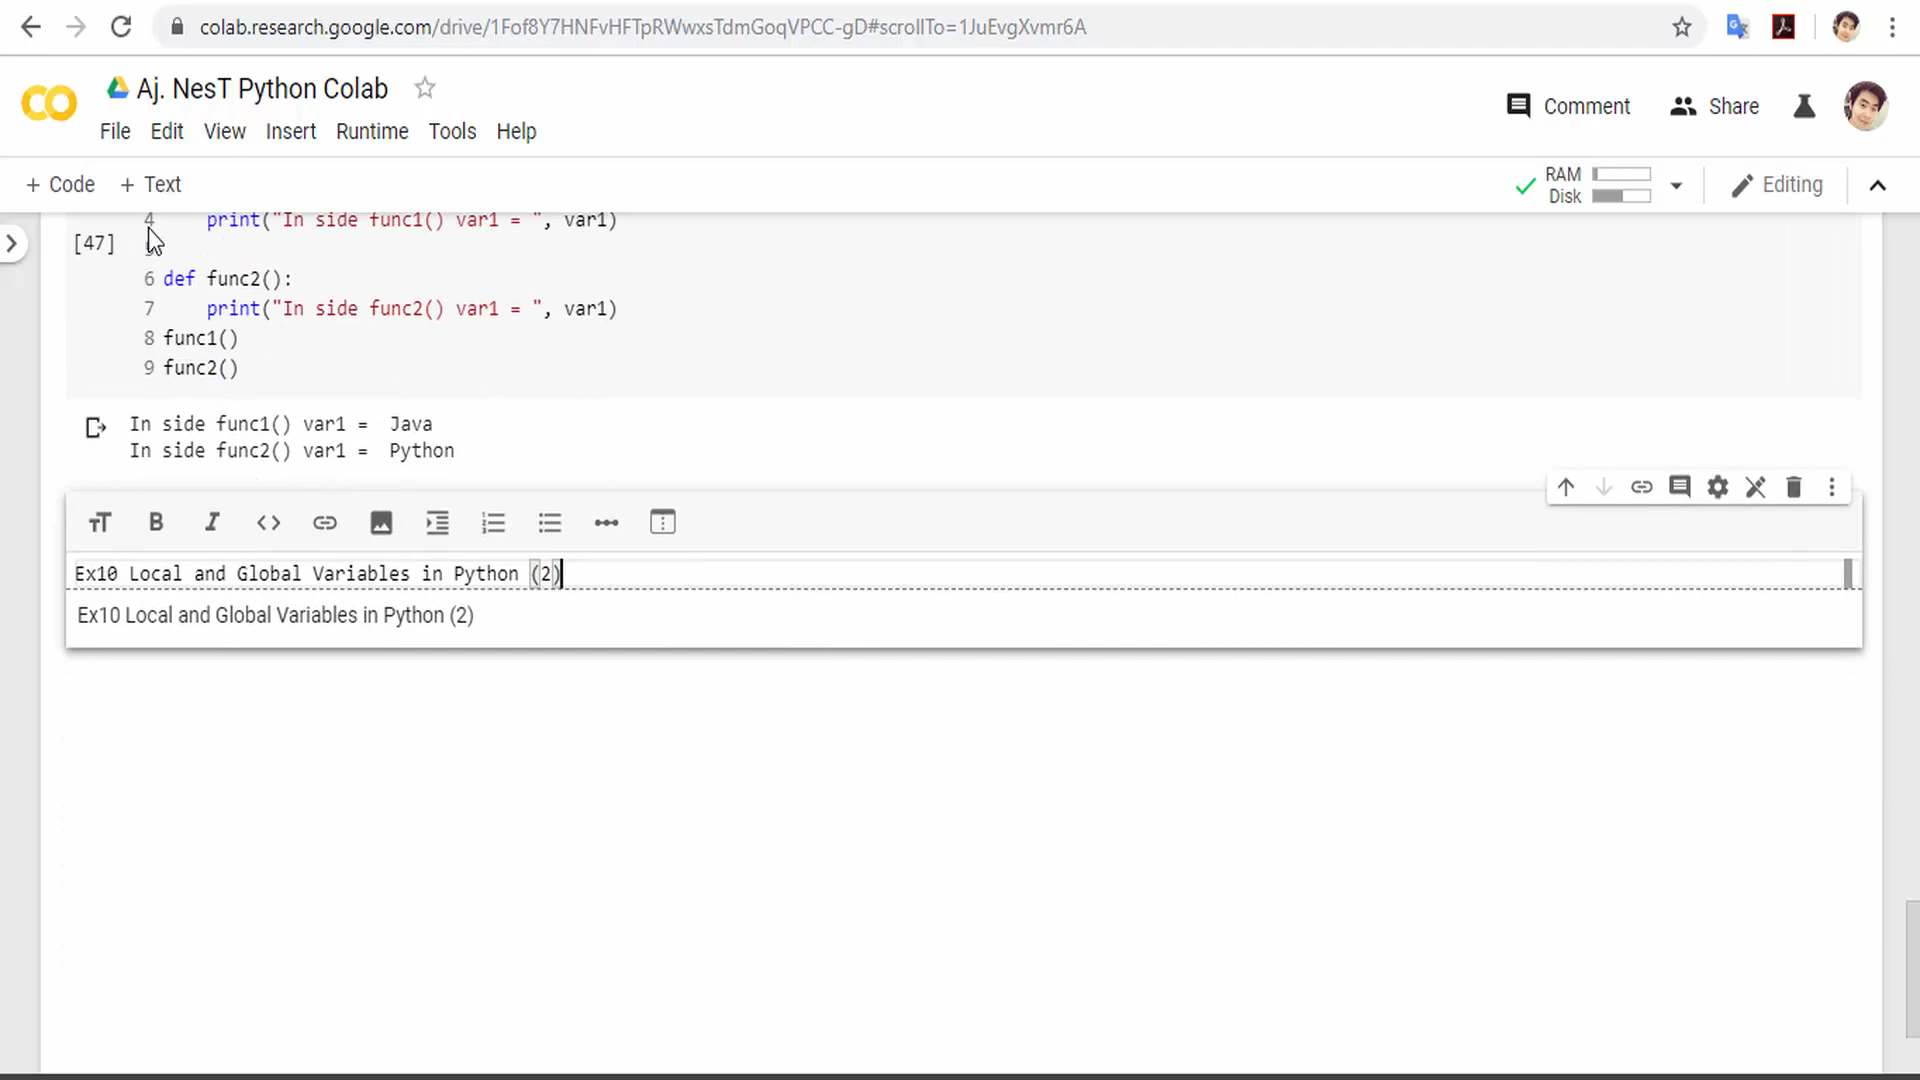 colab.research.google.com/drive/1Fof8Y7HNFvHFTpRWwxsTdmGoqVPCC-gD#scrollTo=1JuEvgXvmr6A
CO Aj. NesT Python Colab
File Edit View Insert Runtime Tools Help
Comment Share
+ Code + Text
RAM
Disk
Editing
4 print("In side func1() var1 = ", var1)
[47]
6 def func2():
7 print("In side func2() var1 = ", var1)
8 func1()
9 func2()
In side func1() var1 = Java
In side func2() var1 = Python
Ex10 Local and Global Variables in Python (2)
Ex10 Local and Global Variables in Python (2)